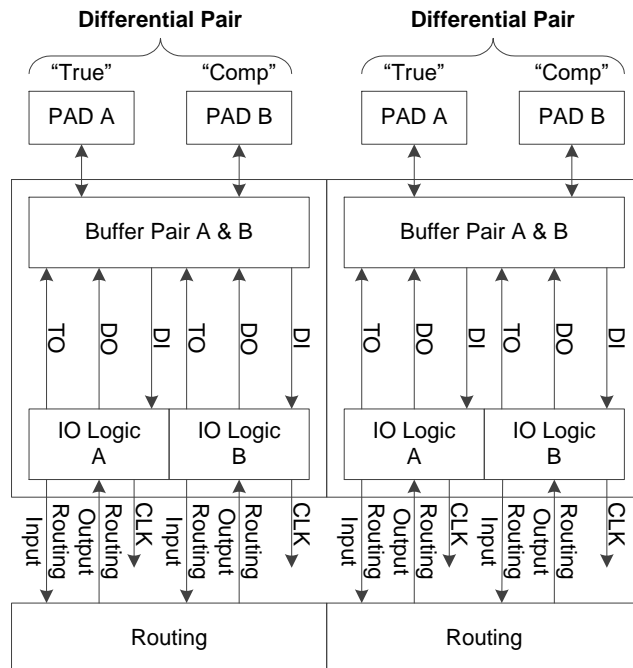 Differential Pair Differential Pair
“True” “Comp” “True” “Comp”
PAD A PAD B PAD A PAD B
Buffer Pair A & B Buffer Pair A & B
TO DO DI TO DO DI TO DO DI TO DO DI
IO Logic IO Logic IO Logic IO Logic
A B A B
Routing Input Routing Output CLK Routing Input Routing Output CLK Routing Input Routing Output CLK Routing Input Routing Output CLK
Routing Routing